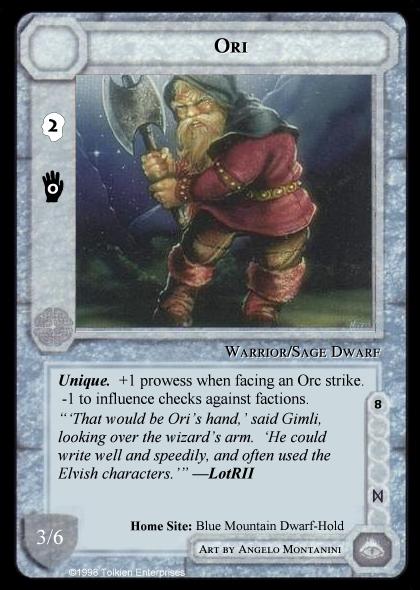 ORI
2
0
WARRIOR/SAGE DWARF
Unique. +1 prowess when facing an Orc strike.
-1 to influence checks against factions.
“‘That would be Ori’s hand,’ said Gimli,
looking over the wizard’s arm. ‘He could
write well and speedily, and often used the
Elvish characters.’” —LotRII
8
Home Site: Blue Mountain Dwarf-Hold
3/6
ART BY ANGELO MONTANINI
©1998 Tolkien Enterprises